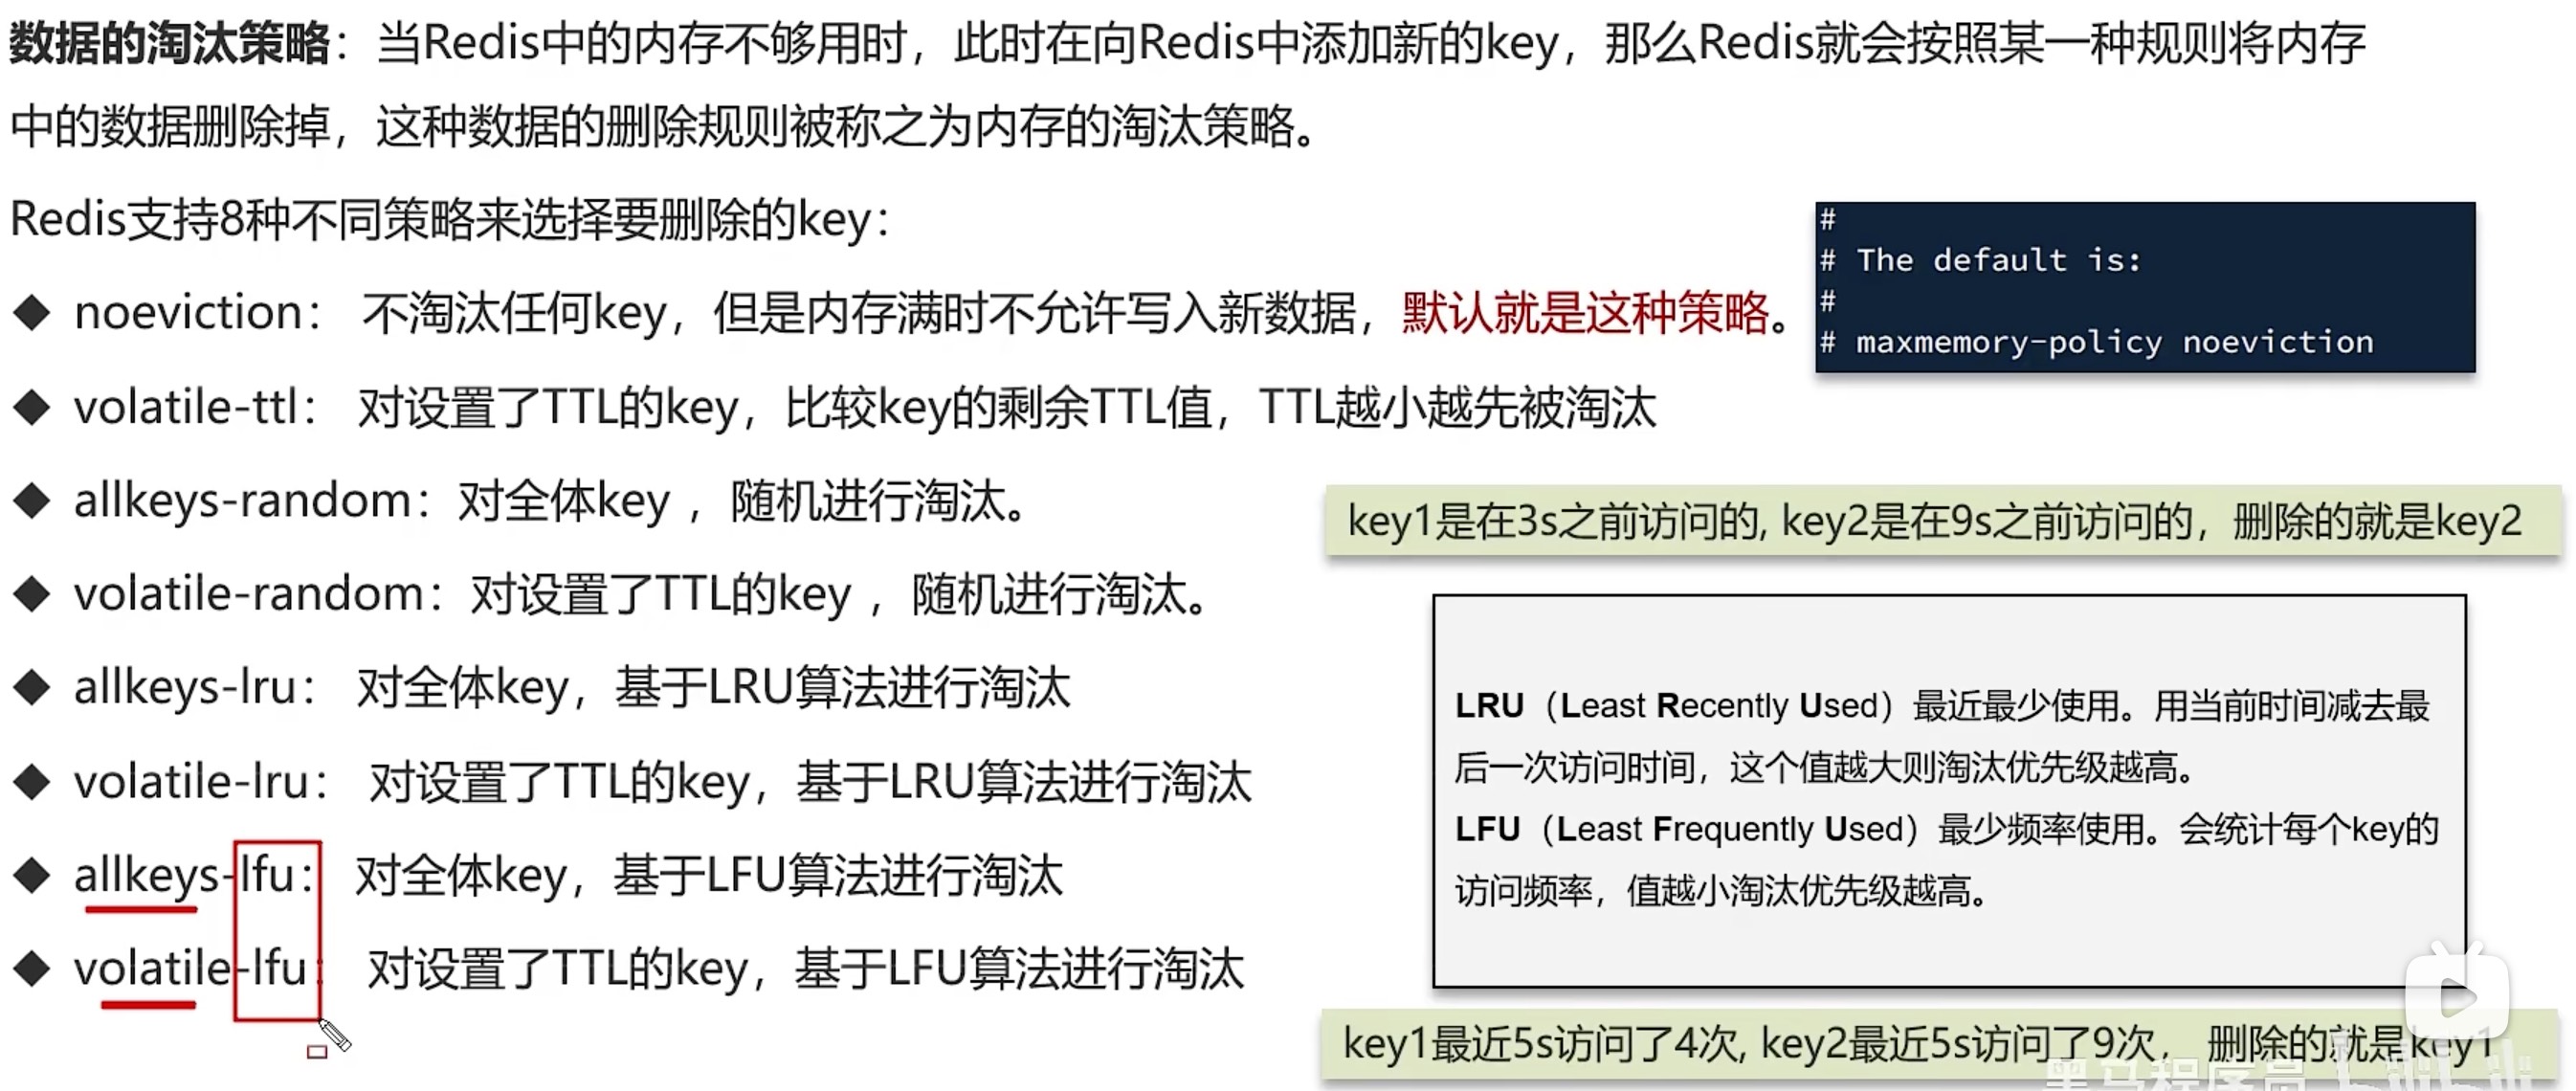 数据的淘汰策略：当Redis中的内存不够用时，此时在向Redis中添加新的key，那么Redis就会按照某一种规则将内存
中的数据删除掉，这种数据的删除规则被称之为内存的淘汰策略。
Redis支持8种不同策略来选择要删除的key：
#
# The default is:
#
# maxmemory-policy noeviction
◆ noeviction： 不淘汰任何key，但是内存满时不允许写入新数据，默认就是这种策略。
◆ volatile-ttl： 对设置了TTL的key，比较key的剩余TTL值，TTL越小越先被淘汰
◆ allkeys-random：对全体key ，随机进行淘汰。
◆ volatile-random：对设置了TTL的key ，随机进行淘汰。
◆ allkeys-lru： 对全体key，基于LRU算法进行淘汰
◆ volatile-lru： 对设置了TTL的key，基于LRU算法进行淘汰
◆ allkeys-lfu： 对全体key，基于LFU算法进行淘汰
◆ volatile-lfu： 对设置了TTL的key，基于LFU算法进行淘汰
key1是在3s之前访问的, key2是在9s之前访问的，删除的就是key2
LRU（Least Recently Used）最近最少使用。用当前时间减去最
后一次访问时间，这个值越大则淘汰优先级越高。
LFU（Least Frequently Used）最少频率使用。会统计每个key的
访问频率，值越小淘汰优先级越高。
key1最近5s访问了4次, key2最近5s访问了9次， 删除的就是key1
黑马程序员